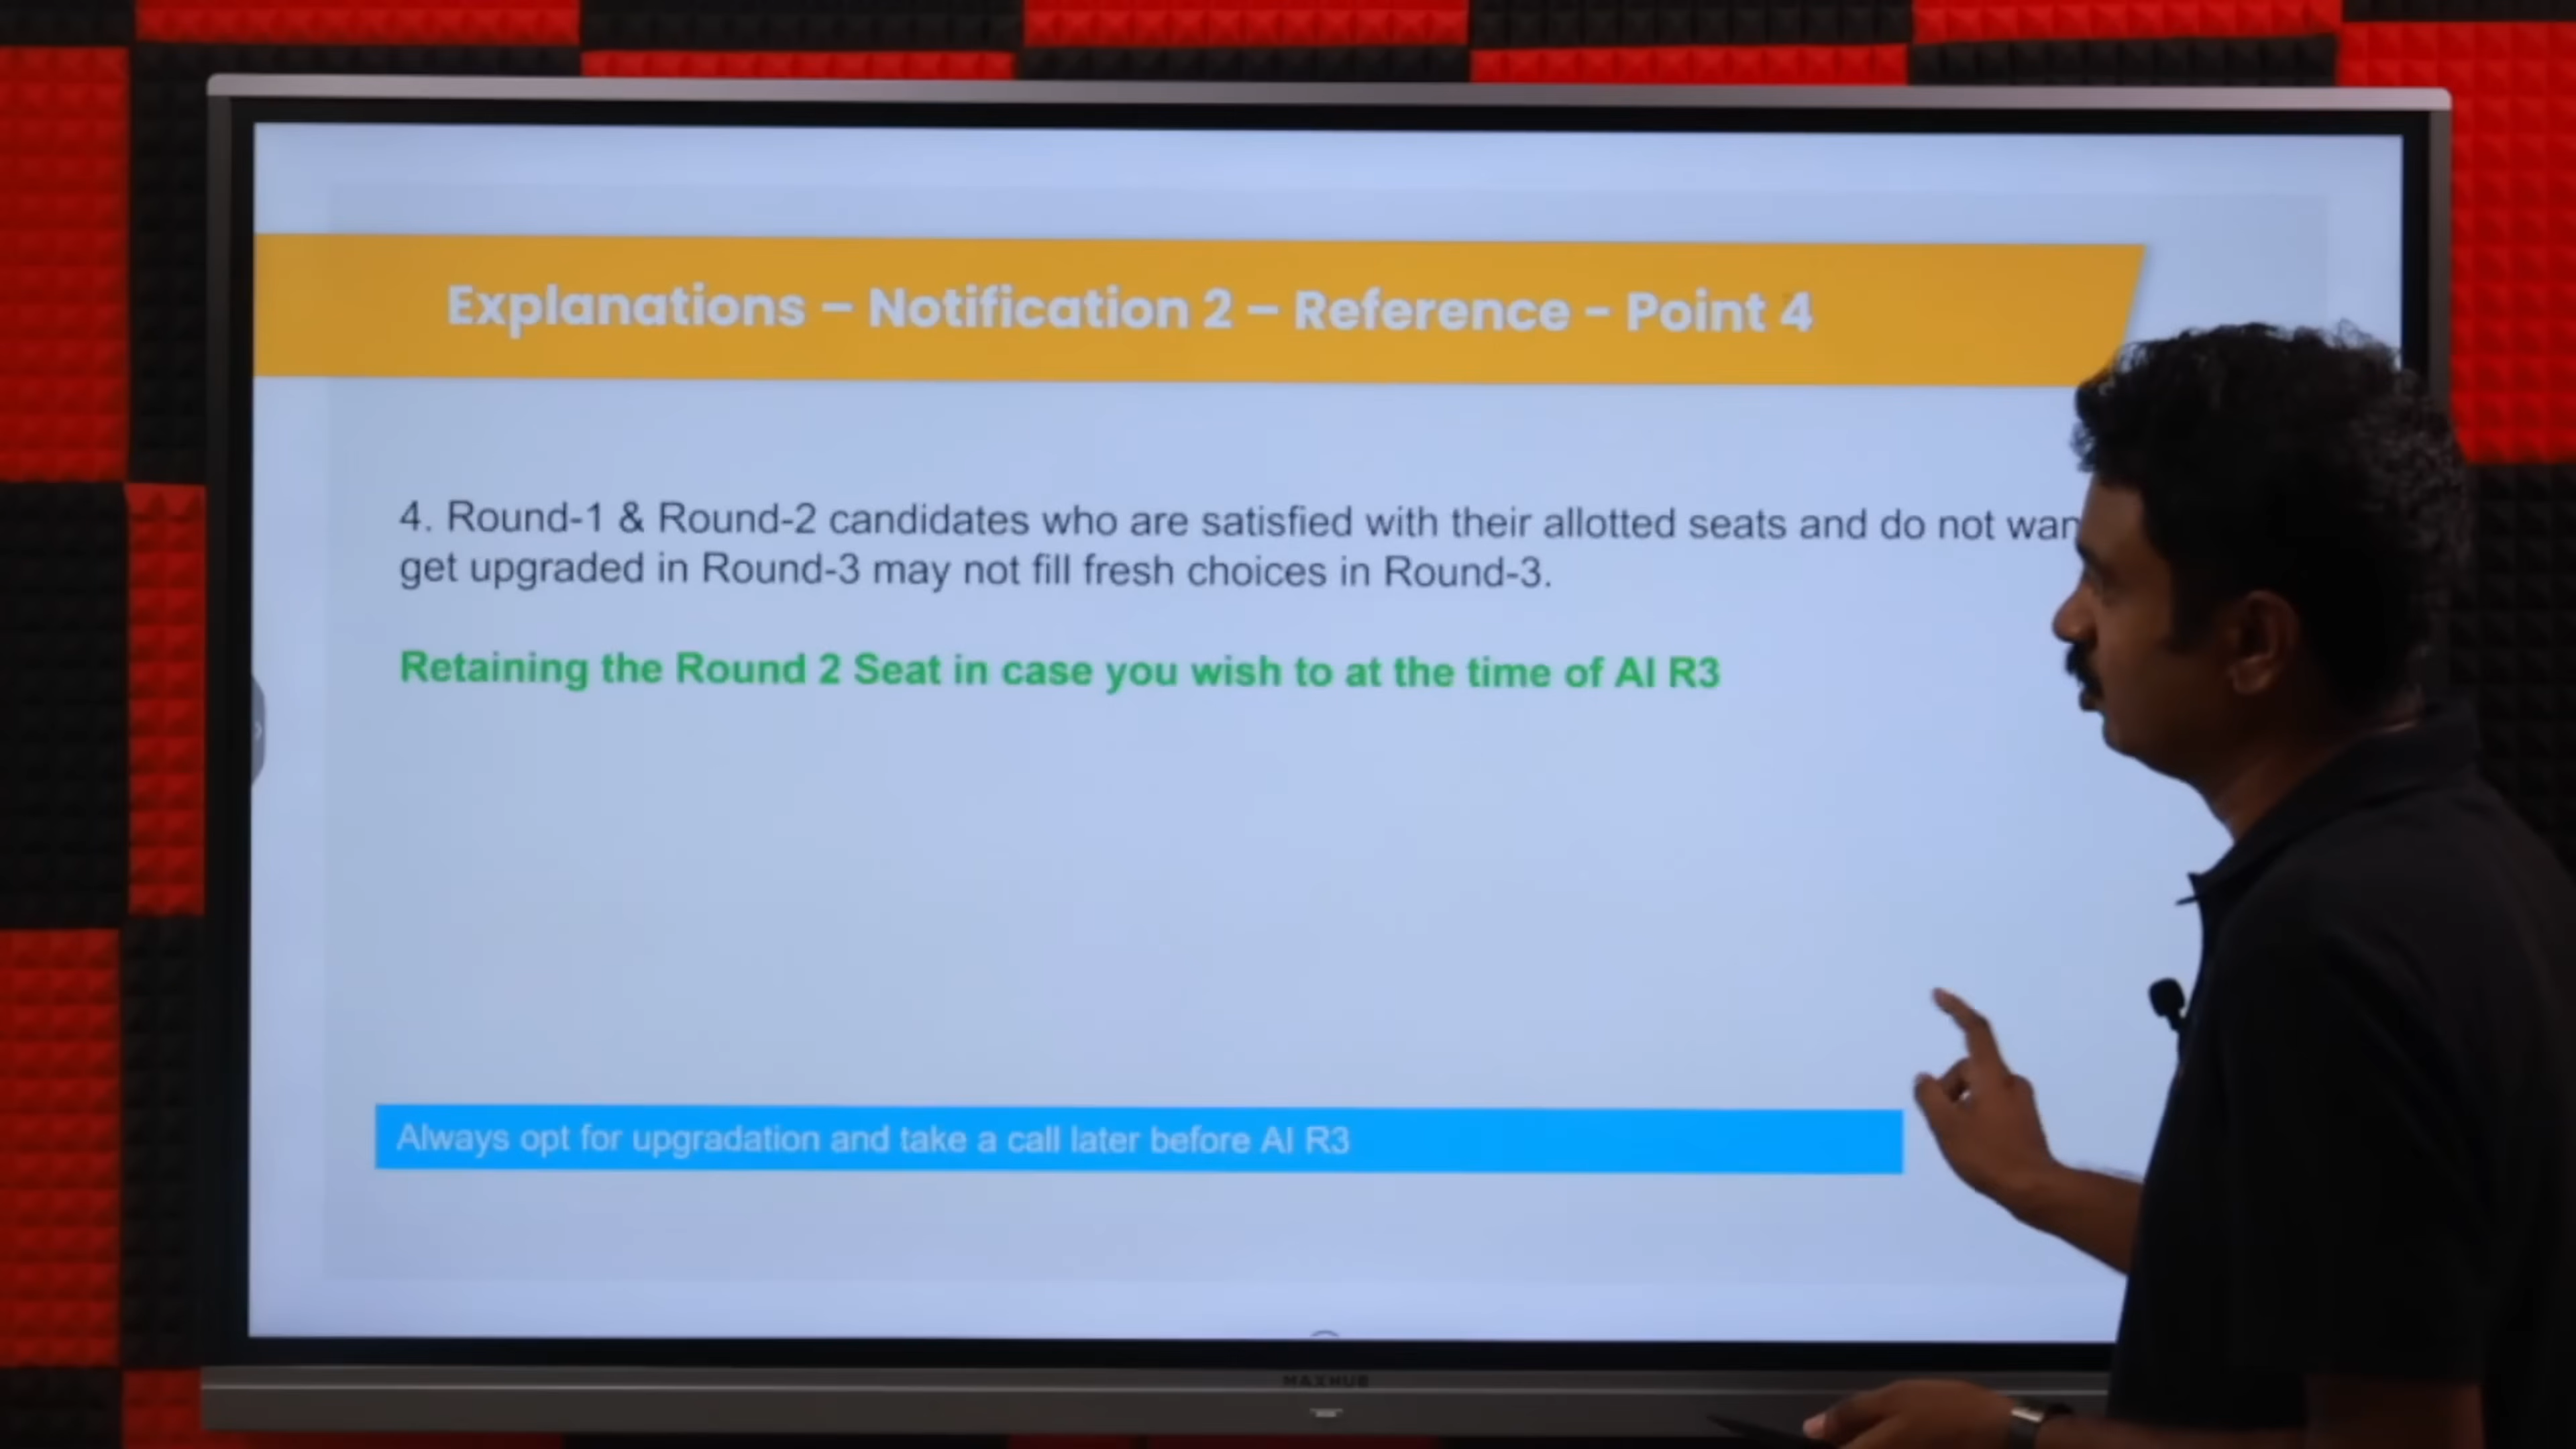 Explanations – Notification 2 – Reference - Point 4
4. Round-1 & Round-2 candidates who are satisfied with their allotted seats and do not wan
get upgraded in Round-3 may not fill fresh choices in Round-3.
Retaining the Round 2 Seat in case you wish to at the time of AI R3
Always opt for upgradation and take a call later before AI R3
MAXHUB